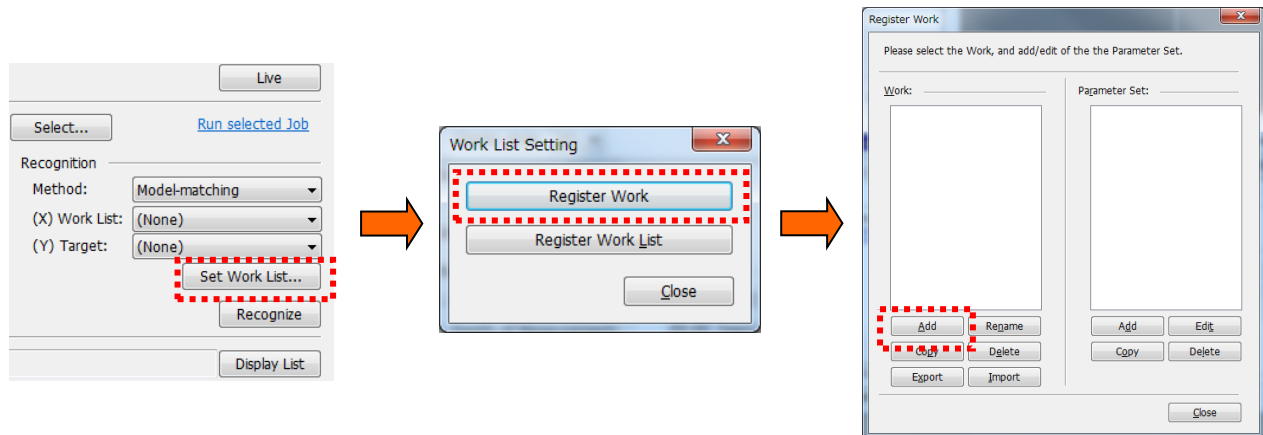 Live
Select... Run selected Job
Recognition
Method: Model-matching
(X) Work List: (None)
(Y) Target: (None)
Set Work List...
Recognize
Display List
Work List Setting
Register Work
Register Work List
Close
Register Work
Please select the Work, and add/edit of the the Parameter Set.
Work: Parameter Set:
Add Rename Add Edit
Copy Delete Copy Delete
Export Import
Close